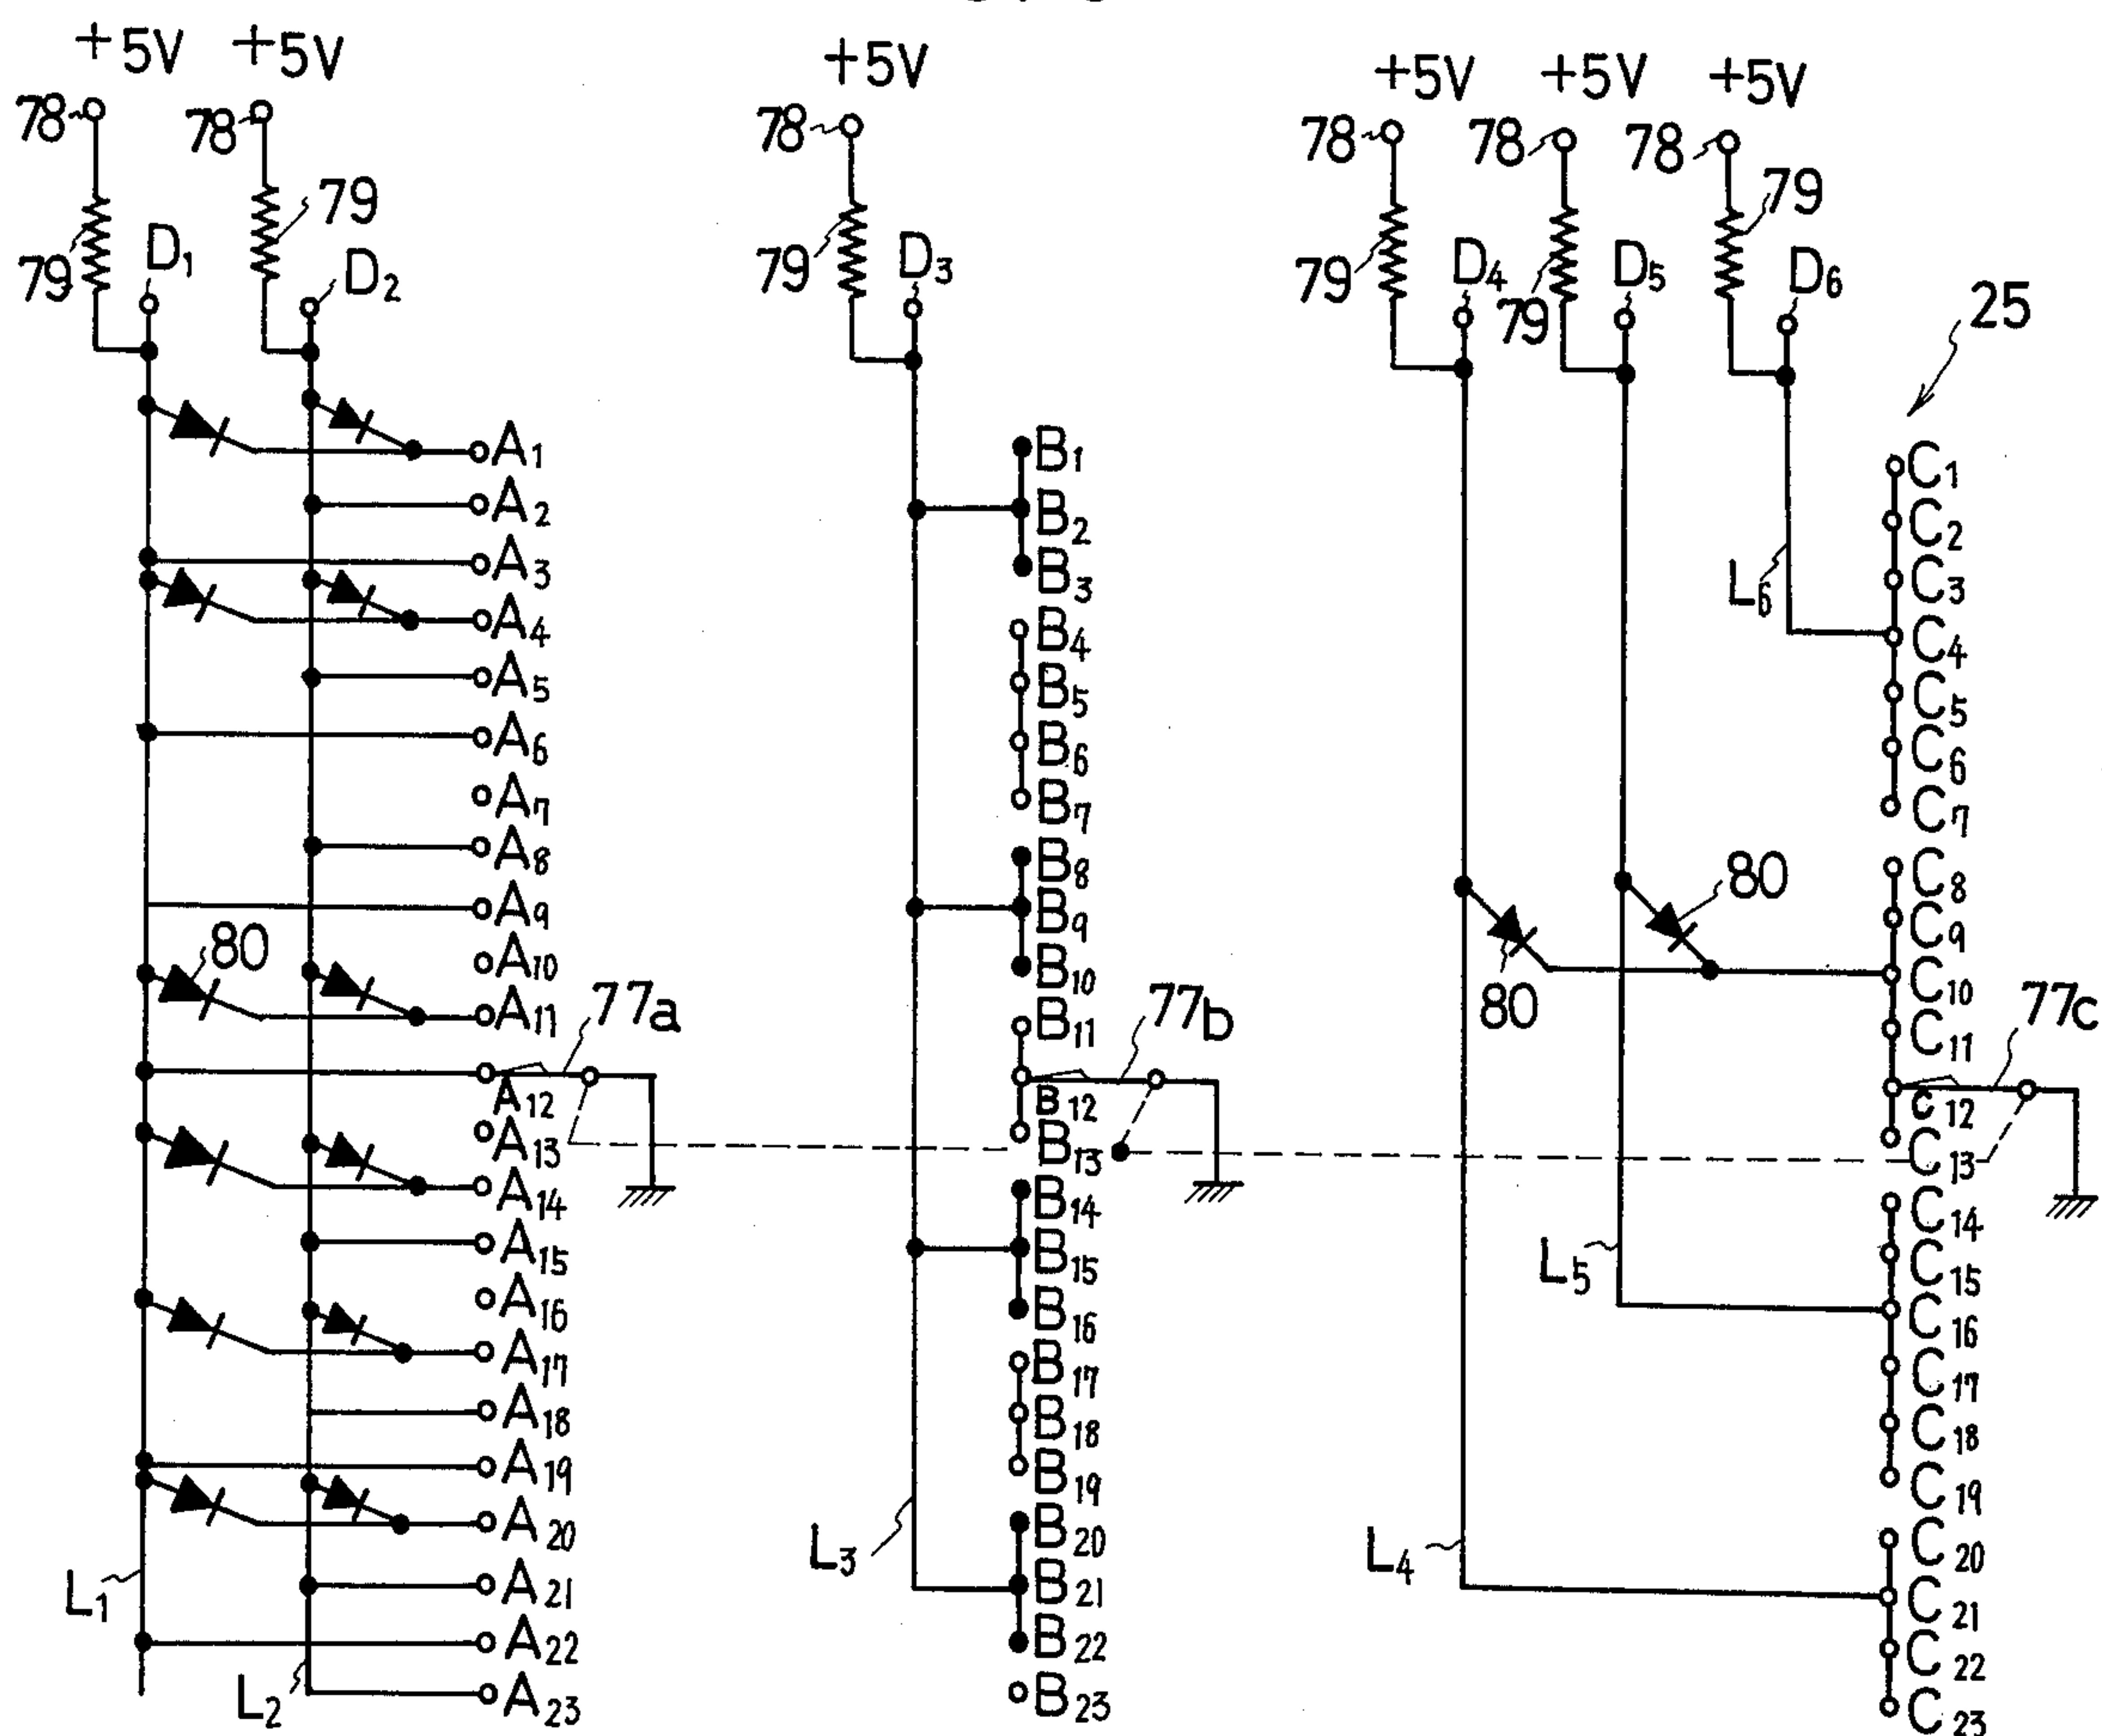 +5V +5V +5V +5V +5V +5V
78 78 78 78 78 78
79 79 79 79 79 79
D1 D2 D3 D4 D5 D6
25
A1 B1 C1
A2 B2 C2
A3 B3 C3
L6
A4 B4 C4
A5 B5 C5
A6 B6 C6
A7 B7 C7
A8 B8 C8
80
A9 B9 C9
80
A10 B10 C10
80
A11 B11 C11
77a 77b 77c
A12 B12 C12
A13 B13 C13
A14 B14 C14
A15 B15 C15
L5
A16 B16 C16
A17 B17 C17
A18 B18 C18
A19 B19 C19
A20 B20 C20
L3 L4
A21 B21 C21
L1
A22 B22 C22
L2
A23 B23 C23